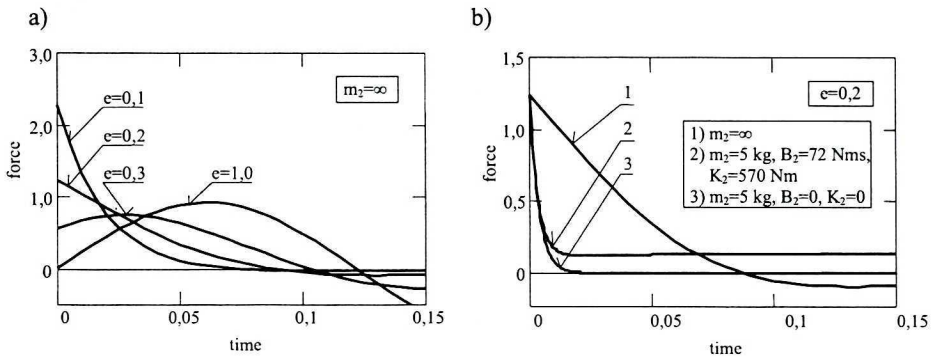 a)
3,0
2,0
1,0
0
force
e=0,1
e=0,2
e=0,3
e=1,0
m₂=∞
0
0,05
0,1
0,15
time
b)
1,5
1,0
0,5
0
force
1
2
3
e=0,2
1) m₂=∞
2) m₂=5 kg, B₂=72 Nms,
K₂=570 Nm
3) m₂=5 kg, B₂=0, K₂=0
0
0,05
0,1
0,15
time